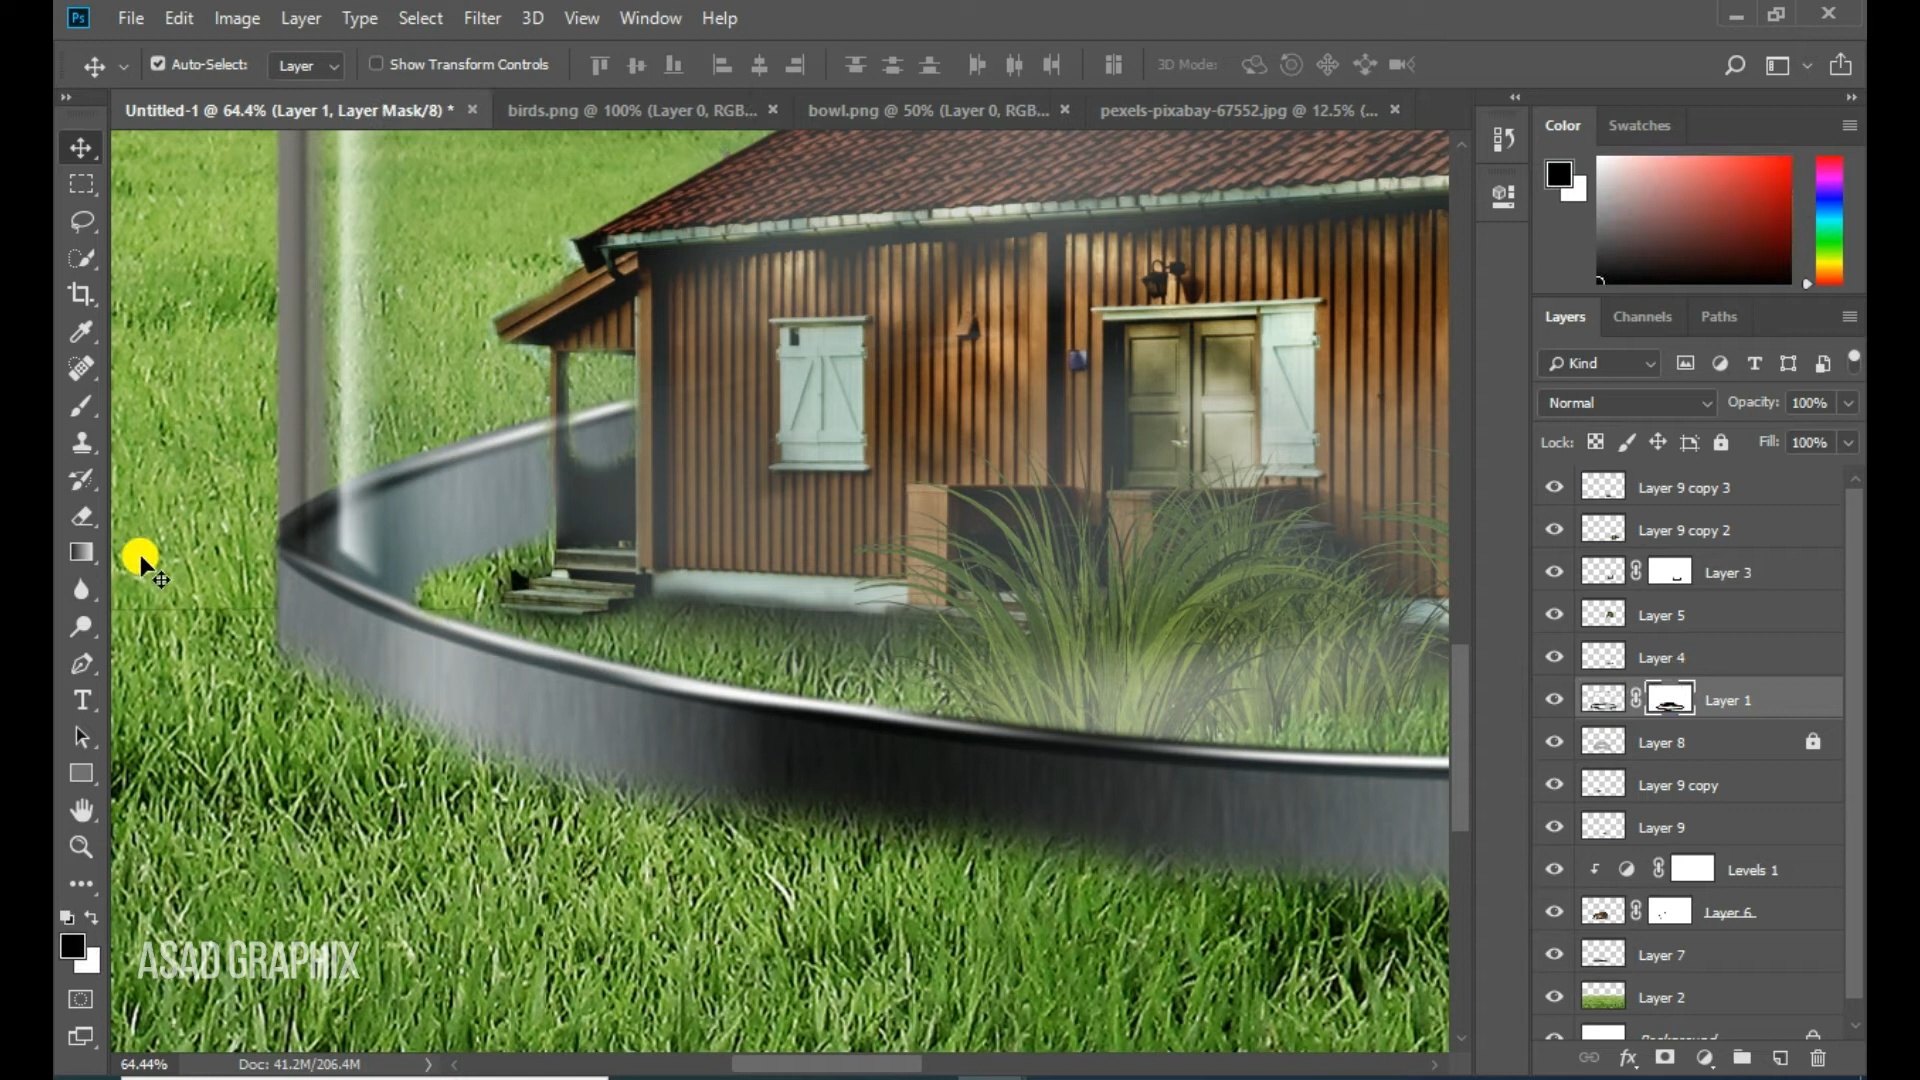 Ps File Edit Image Layer Type Select Filter 3D View Window Help
Auto-Select: Layer Show Transform Controls 3D Mode:
Untitled-1 @ 64.4% (Layer 1, Layer Mask/8) * birds.png @ 100% (Layer 0, RGB... bowl.png @ 50% (Layer 0, RGB... pexels-pixabay-67552.jpg @ 12.5% (...
Color Swatches
Layers Channels Paths
Kind
Normal Opacity: 100%
Lock: Fill: 100%
Layer 9 copy 3
Layer 9 copy 2
Layer 3
Layer 5
Layer 4
Layer 1
Layer 8
Layer 9 copy
Layer 9
Levels 1
Layer 6
Layer 7
Layer 2
Background
ASAD GRAPHIX
64.44% Doc: 41.2M/206.4M